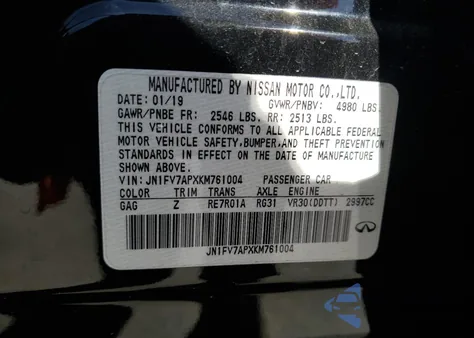 MANUFACTURED BY NISSAN MOTOR CO.,LTD.
DATE: 01/19 GVWR/PNBV: 4980 LBS.
GAWR/PNBE FR: 2546 LBS. RR: 2513 LBS.
THIS VEHICLE CONFORMS TO ALL APPLICABLE FEDERAL
MOTOR VEHICLE SAFETY,BUMPER,AND THEFT PREVENTION
STANDARDS IN EFFECT ON THE DATE OF MANUFACTURE
SHOWN ABOVE.
VIN: JN1FV7APXKM761004 PASSENGER CAR
COLOR TRIM TRANS AXLE ENGINE
GAG Z RE7R01A RG31 VR30(DDTT) 2997CC
JN1FV7APXKM761004